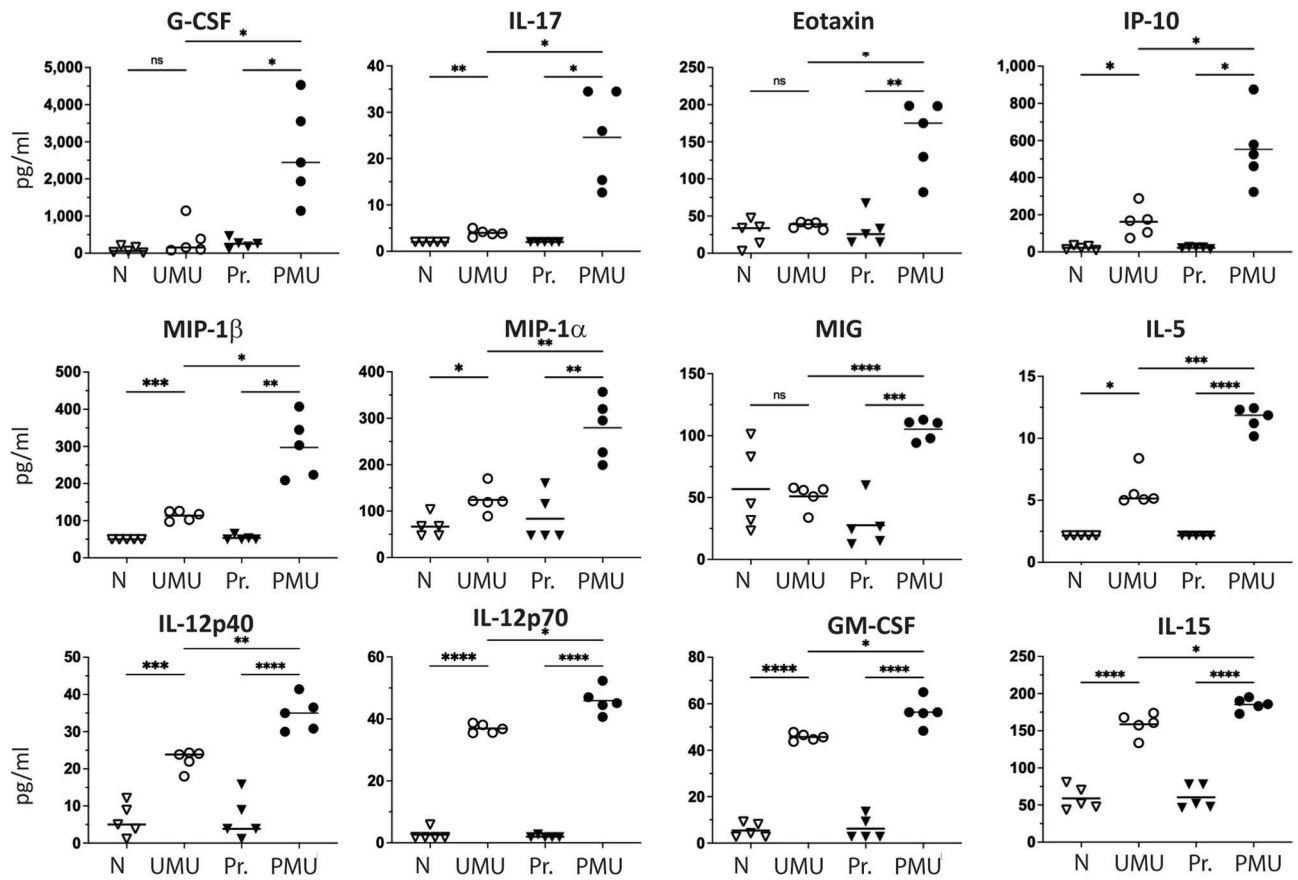 G-CSF
*
ns
*
pg/ml
5,000
4,000
3,000
2,000
1,000
0
N UMU Pr. PMU
IL-17
*
** *
40
30
20
10
0
N UMU Pr. PMU
Eotaxin
*
ns
**
250
200
150
100
50
0
N UMU Pr. PMU
IP-10
*
* *
1,000
800
600
400
200
0
N UMU Pr. PMU
MIP-1β
*
*** **
pg/ml
500
400
300
200
100
0
N UMU Pr. PMU
MIP-1α
**
* **
400
300
200
100
0
N UMU Pr. PMU
MIG
****
ns
***
150
100
50
0
N UMU Pr. PMU
IL-5
***
* ****
15
10
5
0
N UMU Pr. PMU
IL-12p40
**
*** ****
pg/ml
50
40
30
20
10
0
N UMU Pr. PMU
IL-12p70
*
**** ****
60
40
20
0
N UMU Pr. PMU
GM-CSF
*
**** ****
80
60
40
20
0
N UMU Pr. PMU
IL-15
*
**** ****
250
200
150
100
50
0
N UMU Pr. PMU